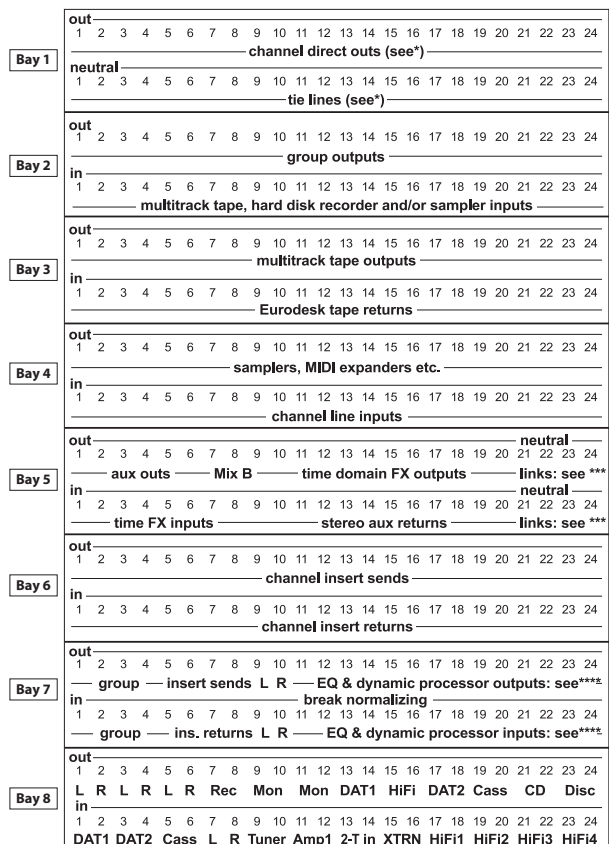 out
1 2 3 4 5 6 7 8 9 10 11 12 13 14 15 16 17 18 19 20 21 22 23 24
Bay 1
channel direct outs (see*)
neutral
1 2 3 4 5 6 7 8 9 10 11 12 13 14 15 16 17 18 19 20 21 22 23 24
tie lines (see*)
out
1 2 3 4 5 6 7 8 9 10 11 12 13 14 15 16 17 18 19 20 21 22 23 24
Bay 2
group outputs
in
1 2 3 4 5 6 7 8 9 10 11 12 13 14 15 16 17 18 19 20 21 22 23 24
multitrack tape, hard disk recorder and/or sampler inputs
out
1 2 3 4 5 6 7 8 9 10 11 12 13 14 15 16 17 18 19 20 21 22 23 24
Bay 3
multitrack tape outputs
in
1 2 3 4 5 6 7 8 9 10 11 12 13 14 15 16 17 18 19 20 21 22 23 24
Eurodesk tape returns
out
1 2 3 4 5 6 7 8 9 10 11 12 13 14 15 16 17 18 19 20 21 22 23 24
Bay 4
samplers, MIDI expanders etc.
in
1 2 3 4 5 6 7 8 9 10 11 12 13 14 15 16 17 18 19 20 21 22 23 24
channel line inputs
out neutral
1 2 3 4 5 6 7 8 9 10 11 12 13 14 15 16 17 18 19 20 21 22 23 24
Bay 5
aux outs Mix B time domain FX outputs links: see ***
in neutral
1 2 3 4 5 6 7 8 9 10 11 12 13 14 15 16 17 18 19 20 21 22 23 24
time FX inputs stereo aux returns links: see ***
out
1 2 3 4 5 6 7 8 9 10 11 12 13 14 15 16 17 18 19 20 21 22 23 24
Bay 6
channel insert sends
in
1 2 3 4 5 6 7 8 9 10 11 12 13 14 15 16 17 18 19 20 21 22 23 24
channel insert returns
out
1 2 3 4 5 6 7 8 9 10 11 12 13 14 15 16 17 18 19 20 21 22 23 24
Bay 7
group insert sends L R EQ & dynamic processor outputs: see****
in break normalizing
1 2 3 4 5 6 7 8 9 10 11 12 13 14 15 16 17 18 19 20 21 22 23 24
group ins. returns L R EQ & dynamic processor inputs: see****
out
1 2 3 4 5 6 7 8 9 10 11 12 13 14 15 16 17 18 19 20 21 22 23 24
Bay 8
L R L R L R Rec Mon Mon DAT1 HiFi DAT2 Cass CD Disc
in
1 2 3 4 5 6 7 8 9 10 11 12 13 14 15 16 17 18 19 20 21 22 23 24
DAT1 DAT2 Cass L R Tuner Amp1 2-T in XTRN HiFi1 HiFi2 HiFi3 HiFi4